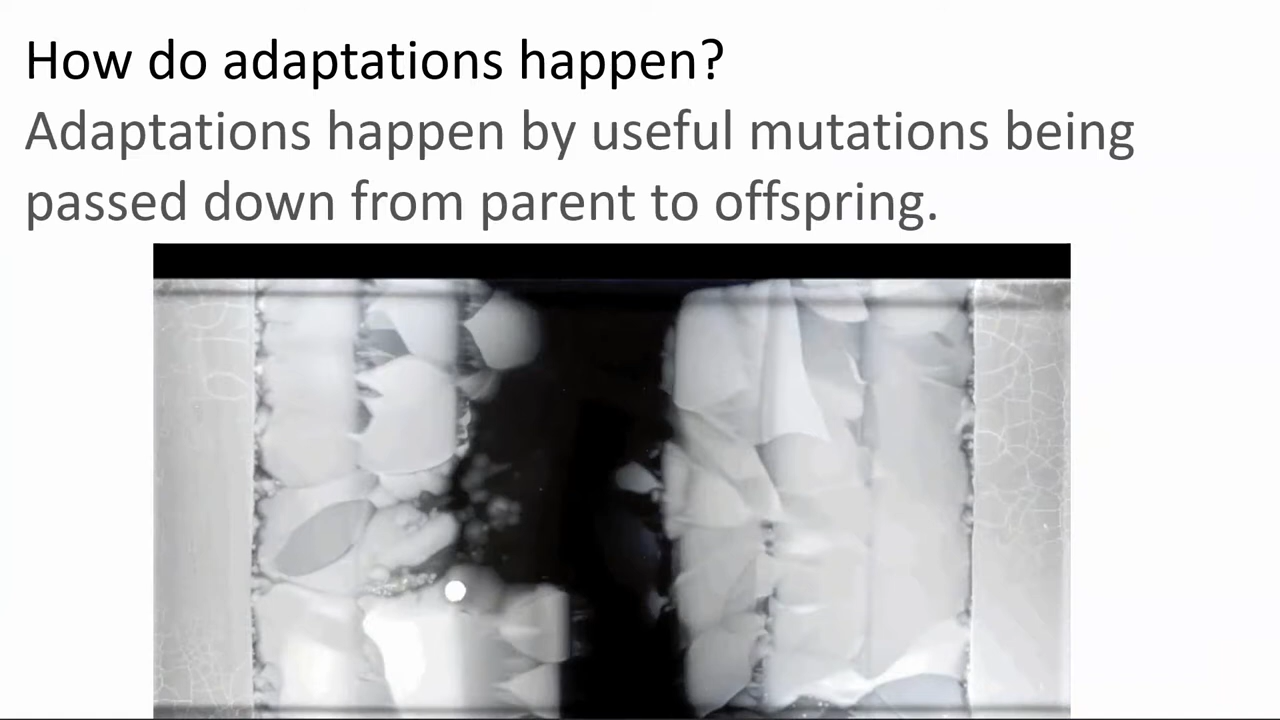 How do adaptations happen?
Adaptations happen by useful mutations being
passed down from parent to offspring.